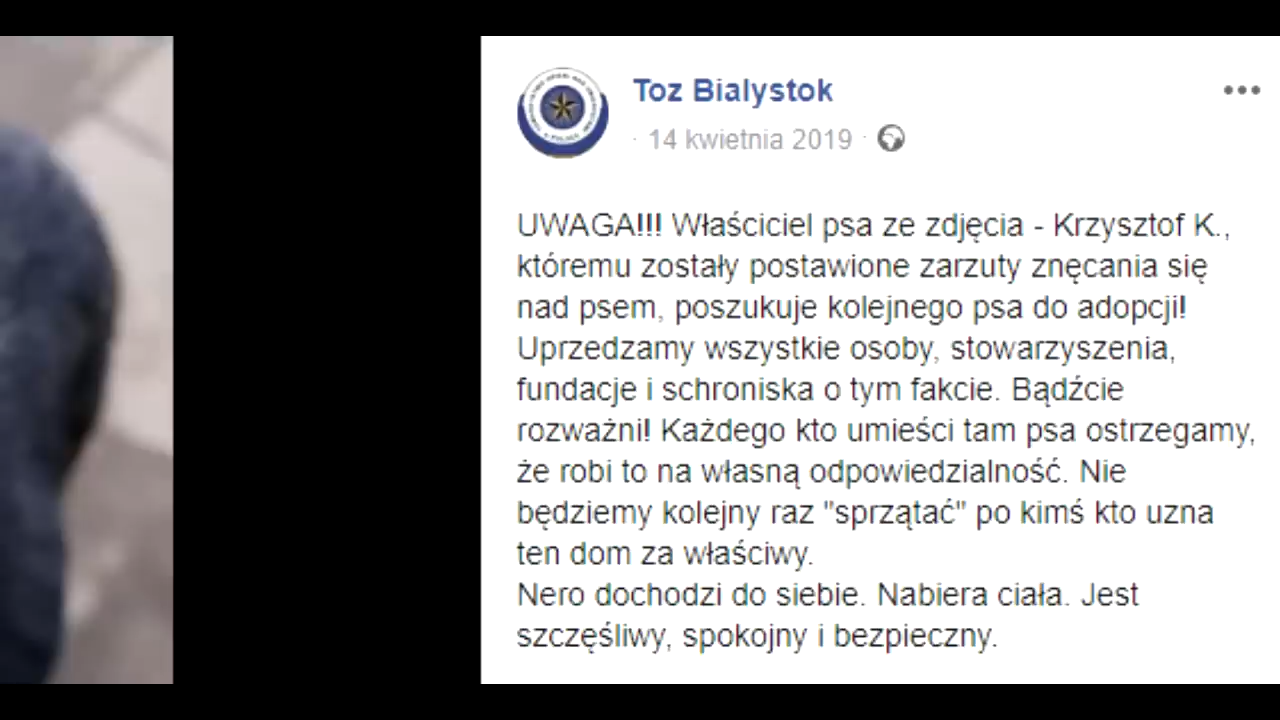 Toz Bialystok
· 14 kwietnia 2019 ·
UWAGA!!! Właściciel psa ze zdjęcia - Krzysztof K.,
któremu zostały postawione zarzuty znęcania się
nad psem, poszukuje kolejnego psa do adopcji!
Uprzedzamy wszystkie osoby, stowarzyszenia,
fundacje i schroniska o tym fakcie. Bądźcie
rozważni! Każdego kto umieści tam psa ostrzegamy,
że robi to na własną odpowiedzialność. Nie
będziemy kolejny raz "sprzątać" po kimś kto uzna
ten dom za właściwy.
Nero dochodzi do siebie. Nabiera ciała. Jest
szczęśliwy, spokojny i bezpieczny.